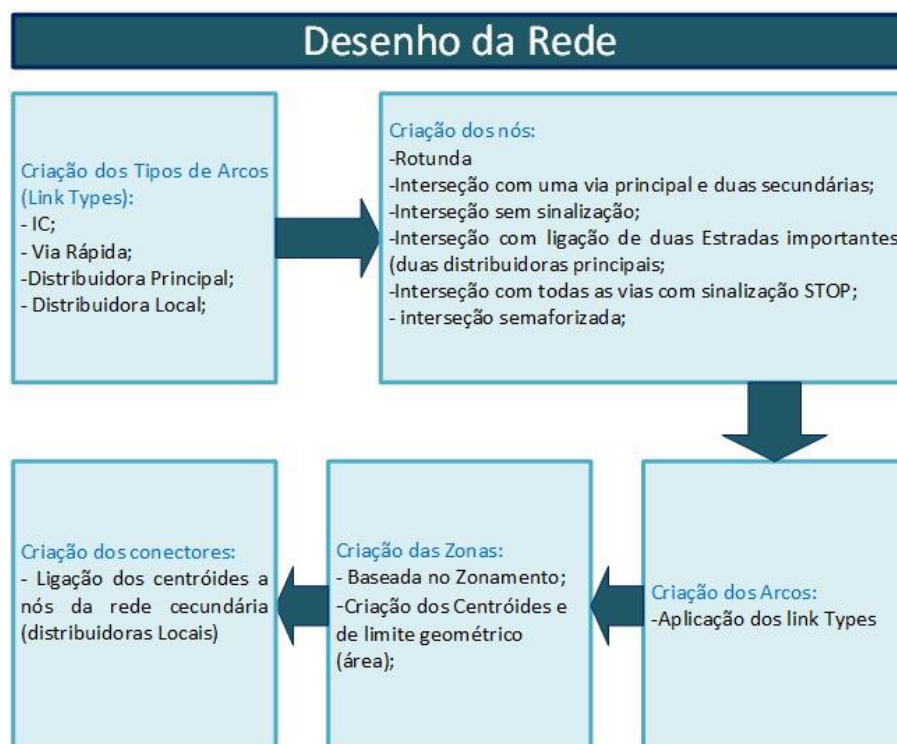 Desenho da Rede
Criação dos Tipos de Arcos
(Link Types):
- IC;
- Via Rápida;
-Distribuidora Principal;
- Distribuidora Local;
Criação dos nós:
-Rotunda
-Interseção com uma via principal e duas secundárias;
-Interseção sem sinalização;
-Interseção com ligação de duas Estradas importantes
(duas distribuidoras principais;
-Interseção com todas as vias com sinalização STOP;
- interseção semaforizada;
Criação dos Arcos:
-Aplicação dos link Types
Criação das Zonas:
- Baseada no Zonamento;
-Criação dos Centróides e
de limite geométrico
(área);
Criação dos conectores:
- Ligação dos centróides a
nós da rede cecundária
(distribuidoras Locais)